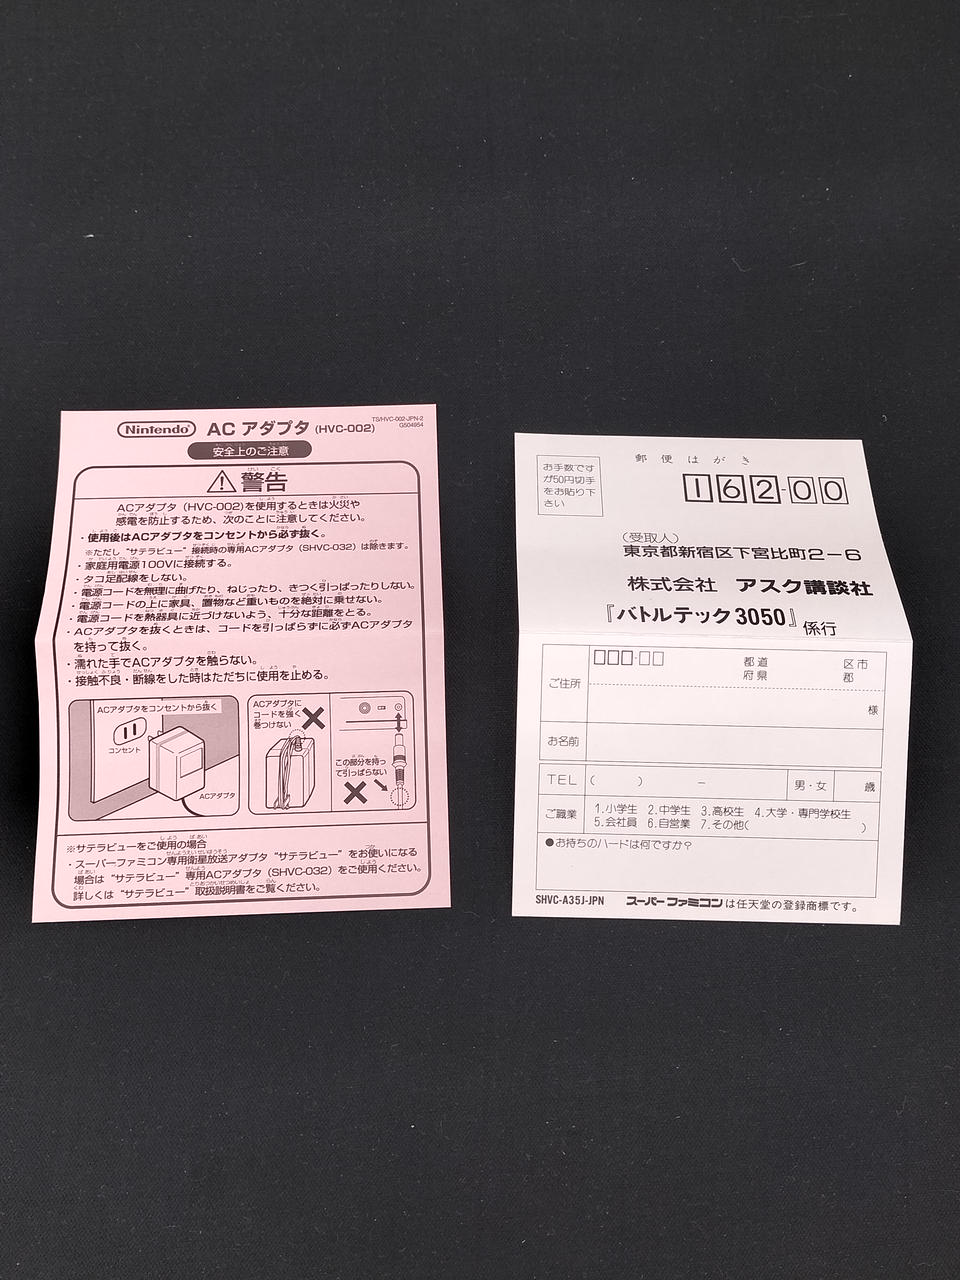 Nintendo AC アダプタ (HVC-002)
TS/HVC-002-JPN-2
G504954
安全上のご注意
警告
ACアダプタ (HVC-002)を使用するときは火災や
感電を防止するため、次のことに注意してください。
・使用後はACアダプタをコンセントから必ず抜く。
※ただし“サテラビュー”接続時の専用ACアダプタ (SHVC-032) は除きます。
・家庭用電源100Vに接続する。
・タコ足配線をしない。
・電源コードを無理に曲げたり、ねじったり、きつく引っぱったりしない。
・電源コードの上に家具、置物など重いものを絶対に乗せない。
・電源コードを熱器具に近づけないよう、十分な距離をとる。
・ACアダプタを抜くときは、コードを引っぱらずに必ずACアダプタ
を持って抜く。
・濡れた手でACアダプタを触らない。
・接触不良・断線をした時はただちに使用を止める。
ACアダプタをコンセントから抜く
コンセント
ACアダプタ
ACアダプタに
コードを強く
巻つけない
この部分を持っ
て引っぱらない
※サテラビューをご使用の場合
・スーパーファミコン専用衛星放送アダプタ“サテラビュー”をお使いになる
場合は“サテラビュー”専用ACアダプタ (SHVC-032) をご使用ください。
詳しくは“サテラビュー”取扱説明書をご覧ください。
お手数です
が50円切手
をお貼り下
さい
郵便はがき
162-00
(受取人)
東京都新宿区下宮比町2－6
株式会社 アスク講談社
『バトルテック3050』係行
ご住所
都道
府県
区市
郡
様
お名前
TEL ( ) －
男・女
歳
ご職業
1.小学生 2.中学生 3.高校生 4.大学・専門学校生
5.会社員 6.自営業 7.その他( )
●お持ちのハードは何ですか？
SHVC-A35J-JPN スーパーファミコンは任天堂の登録商標です。